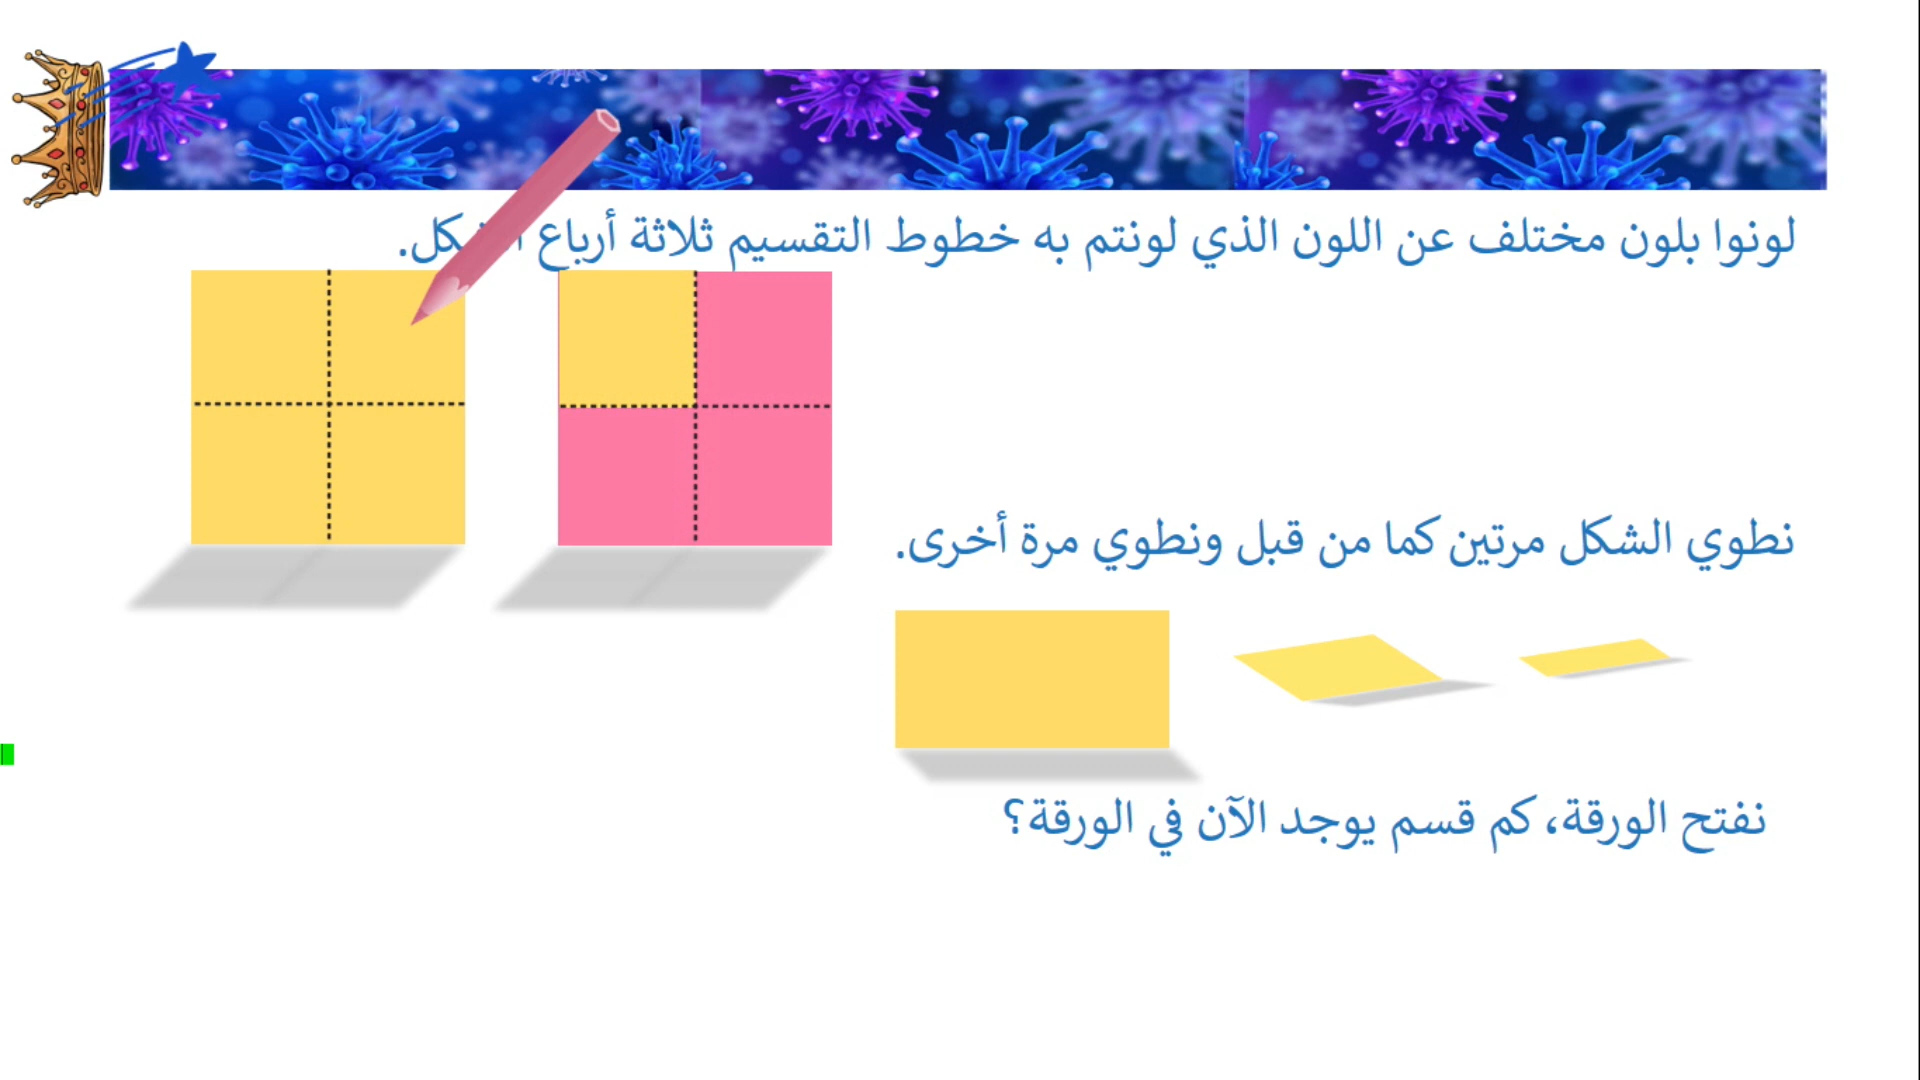 لونوا بلون مختلف عن اللون الذي لونتم به خطوط التقسيم ثلاثة أرباع
نطوي الشكل مرتين كما من قبل ونطوي مرة أخرى.
نفتح الورقة، كم قسم يوجد الآن في الورقة؟